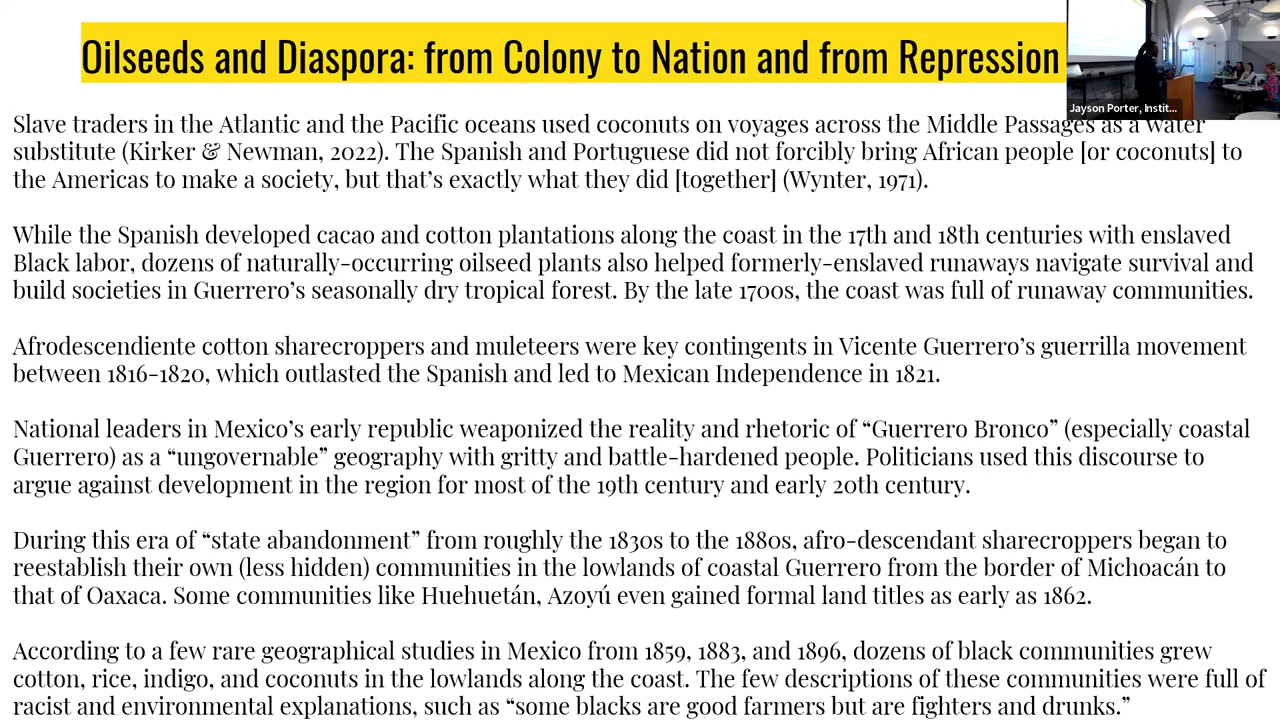 Oilseeds and Diaspora: from Colony to Nation and from Repression
Jayson Porter, Instit...
Slave traders in the Atlantic and the Pacific oceans used coconuts on voyages across the Middle Passages as a water
substitute (Kirker & Newman, 2022). The Spanish and Portuguese did not forcibly bring African people [or coconuts] to
the Americas to make a society, but that’s exactly what they did [together] (Wynter, 1971).
While the Spanish developed cacao and cotton plantations along the coast in the 17th and 18th centuries with enslaved
Black labor, dozens of naturally-occurring oilseed plants also helped formerly-enslaved runaways navigate survival and
build societies in Guerrero’s seasonally dry tropical forest. By the late 1700s, the coast was full of runaway communities.
Afrodescendiente cotton sharecroppers and muleteers were key contingents in Vicente Guerrero’s guerrilla movement
between 1816-1820, which outlasted the Spanish and led to Mexican Independence in 1821.
National leaders in Mexico’s early republic weaponized the reality and rhetoric of “Guerrero Bronco” (especially coastal
Guerrero) as a “ungovernable” geography with gritty and battle-hardened people. Politicians used this discourse to
argue against development in the region for most of the 19th century and early 20th century.
During this era of “state abandonment” from roughly the 1830s to the 1880s, afro-descendant sharecroppers began to
reestablish their own (less hidden) communities in the lowlands of coastal Guerrero from the border of Michoacán to
that of Oaxaca. Some communities like Huehuetán, Azoyú even gained formal land titles as early as 1862.
According to a few rare geographical studies in Mexico from 1859, 1883, and 1896, dozens of black communities grew
cotton, rice, indigo, and coconuts in the lowlands along the coast. The few descriptions of these communities were full of
racist and environmental explanations, such as “some blacks are good farmers but are fighters and drunks.”